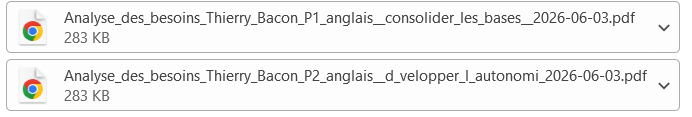 Analyse_des_besoins_Thierry_Bacon_P1_anglais__consolider_les_bases__2026-06-03.pdf
283 KB
Analyse_des_besoins_Thierry_Bacon_P2_anglais__d_velopper_l_autonomi_2026-06-03.pdf
283 KB